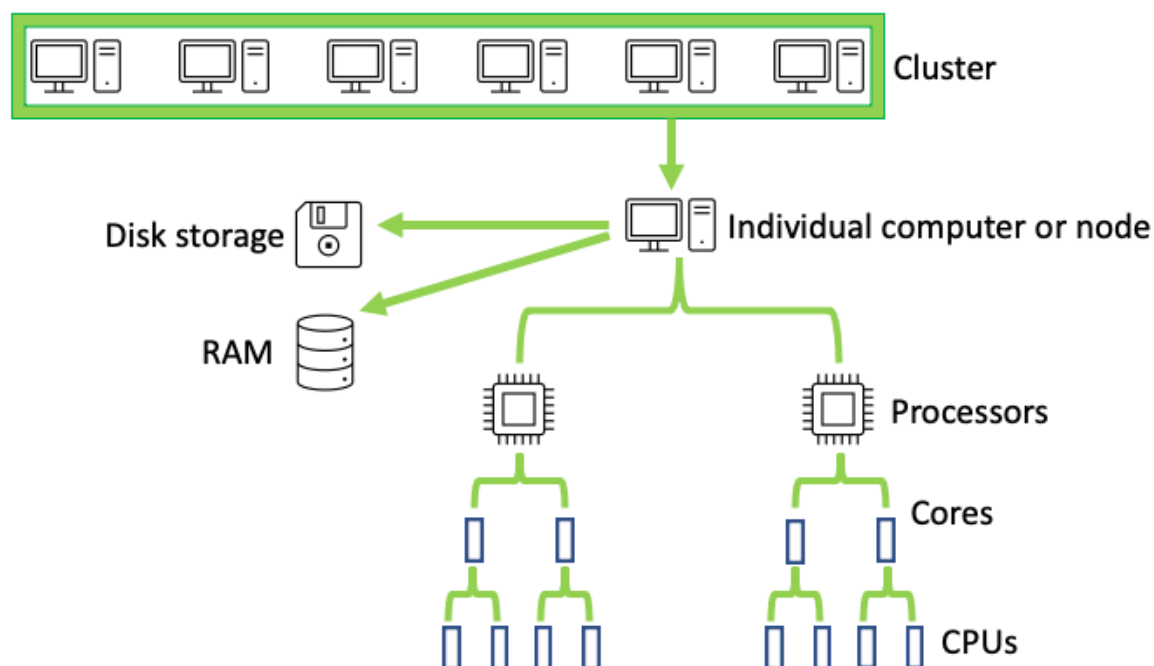 Cluster
Individual computer or node
Disk storage
RAM
Processors
Cores
CPUs